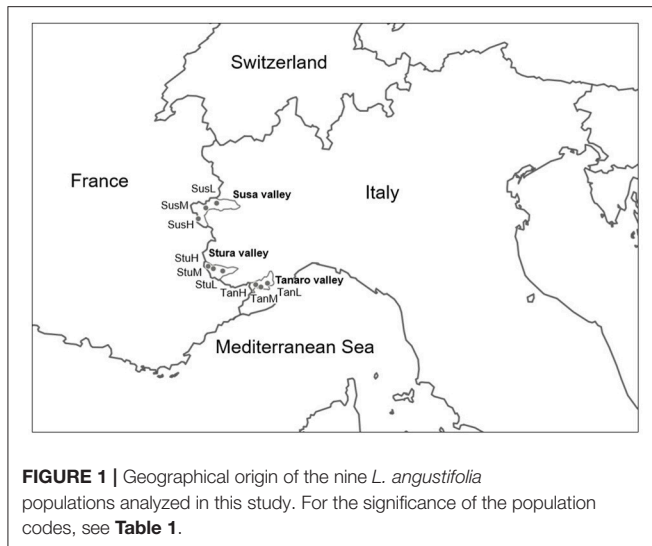 Switzerland
France
Italy
SusL
Susa valley
SusM
SusH
StuH
Stura valley
StuM
StuL
Tanaro valley
TanH
TanL
TanM
Mediterranean Sea
FIGURE 1 | Geographical origin of the nine L. angustifolia
populations analyzed in this study. For the significance of the population
codes, see Table 1.